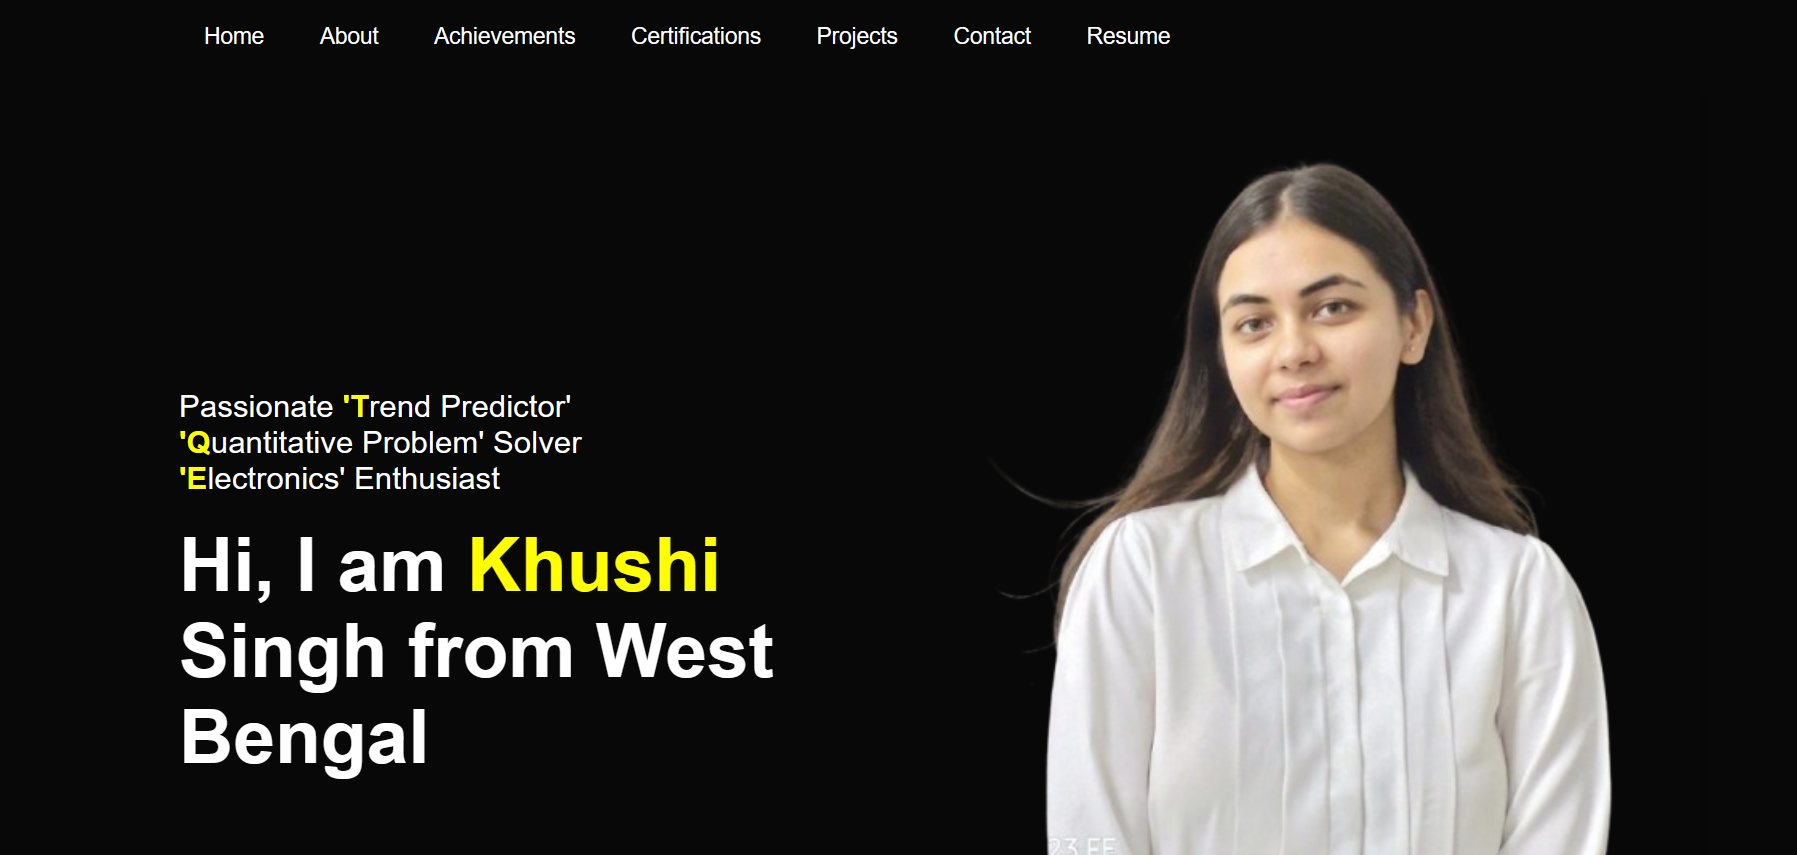 Home About Achievements Certifications Projects Contact Resume
Passionate 'Trend Predictor'
'Quantitative Problem' Solver
'Electronics' Enthusiast
Hi, I am Khushi
Singh from West
Bengal